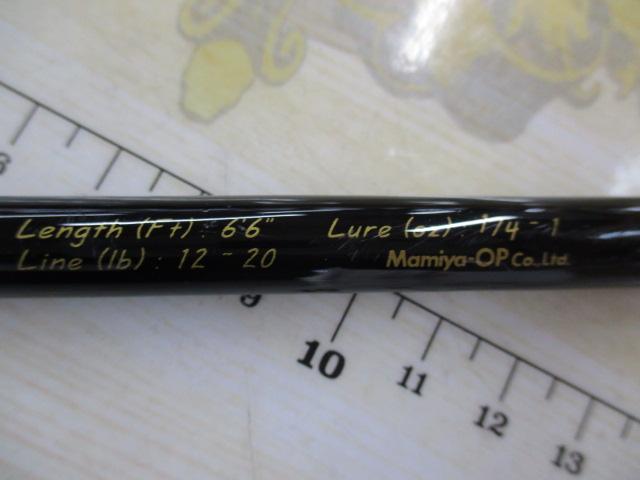 Length (Ft) : 6'6" Lure (oz) : 1/4 - 1
Line (lb) : 12 - 20 Mamiya-OP Co.,Ltd.
9
10 11 12 13